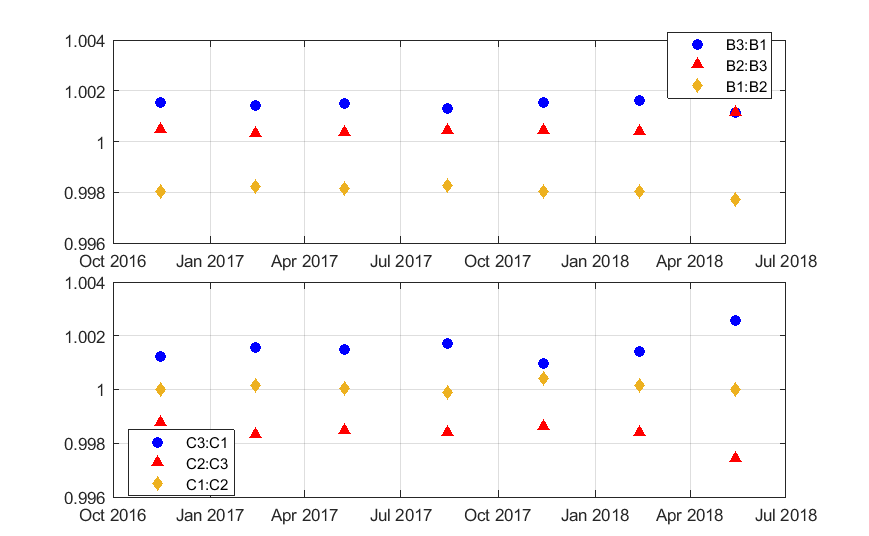 1.004
1.002
1
0.998
0.996
B3:B1
B2:B3
B1:B2
Oct 2016 Jan 2017 Apr 2017 Jul 2017 Oct 2017 Jan 2018 Apr 2018 Jul 2018
1.004
1.002
1
0.998
0.996
C3:C1
C2:C3
C1:C2
Oct 2016 Jan 2017 Apr 2017 Jul 2017 Oct 2017 Jan 2018 Apr 2018 Jul 2018